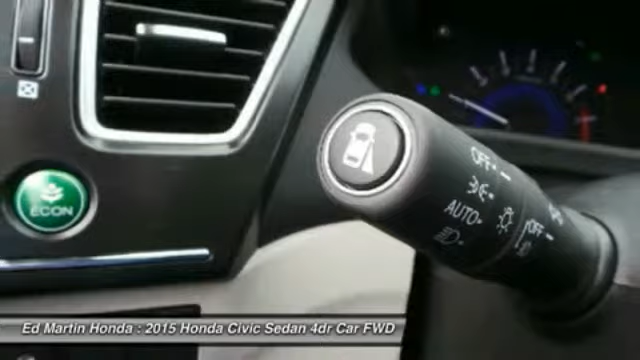 ECON
OFF
AUTO
OFF
Ed Martin Honda : 2015 Honda Civic Sedan 4dr Car FWD